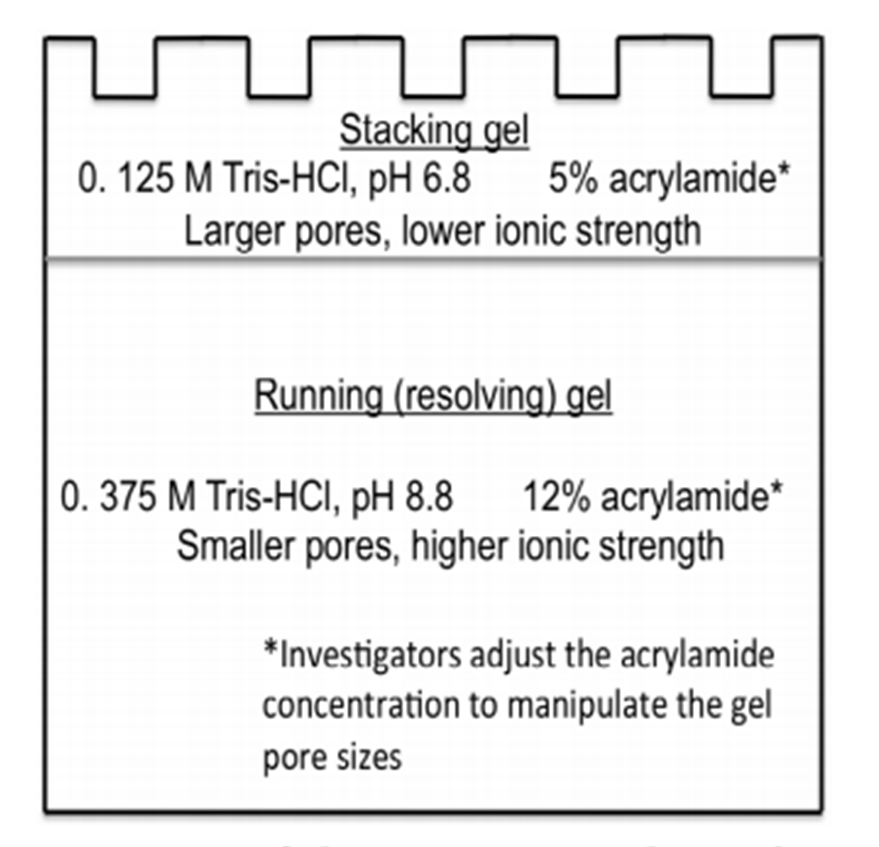 Stacking gel
0. 125 M Tris-HCl, pH 6.8 5% acrylamide*
Larger pores, lower ionic strength
Running (resolving) gel
0. 375 M Tris-HCl, pH 8.8 12% acrylamide*
Smaller pores, higher ionic strength
*Investigators adjust the acrylamide
concentration to manipulate the gel
pore sizes